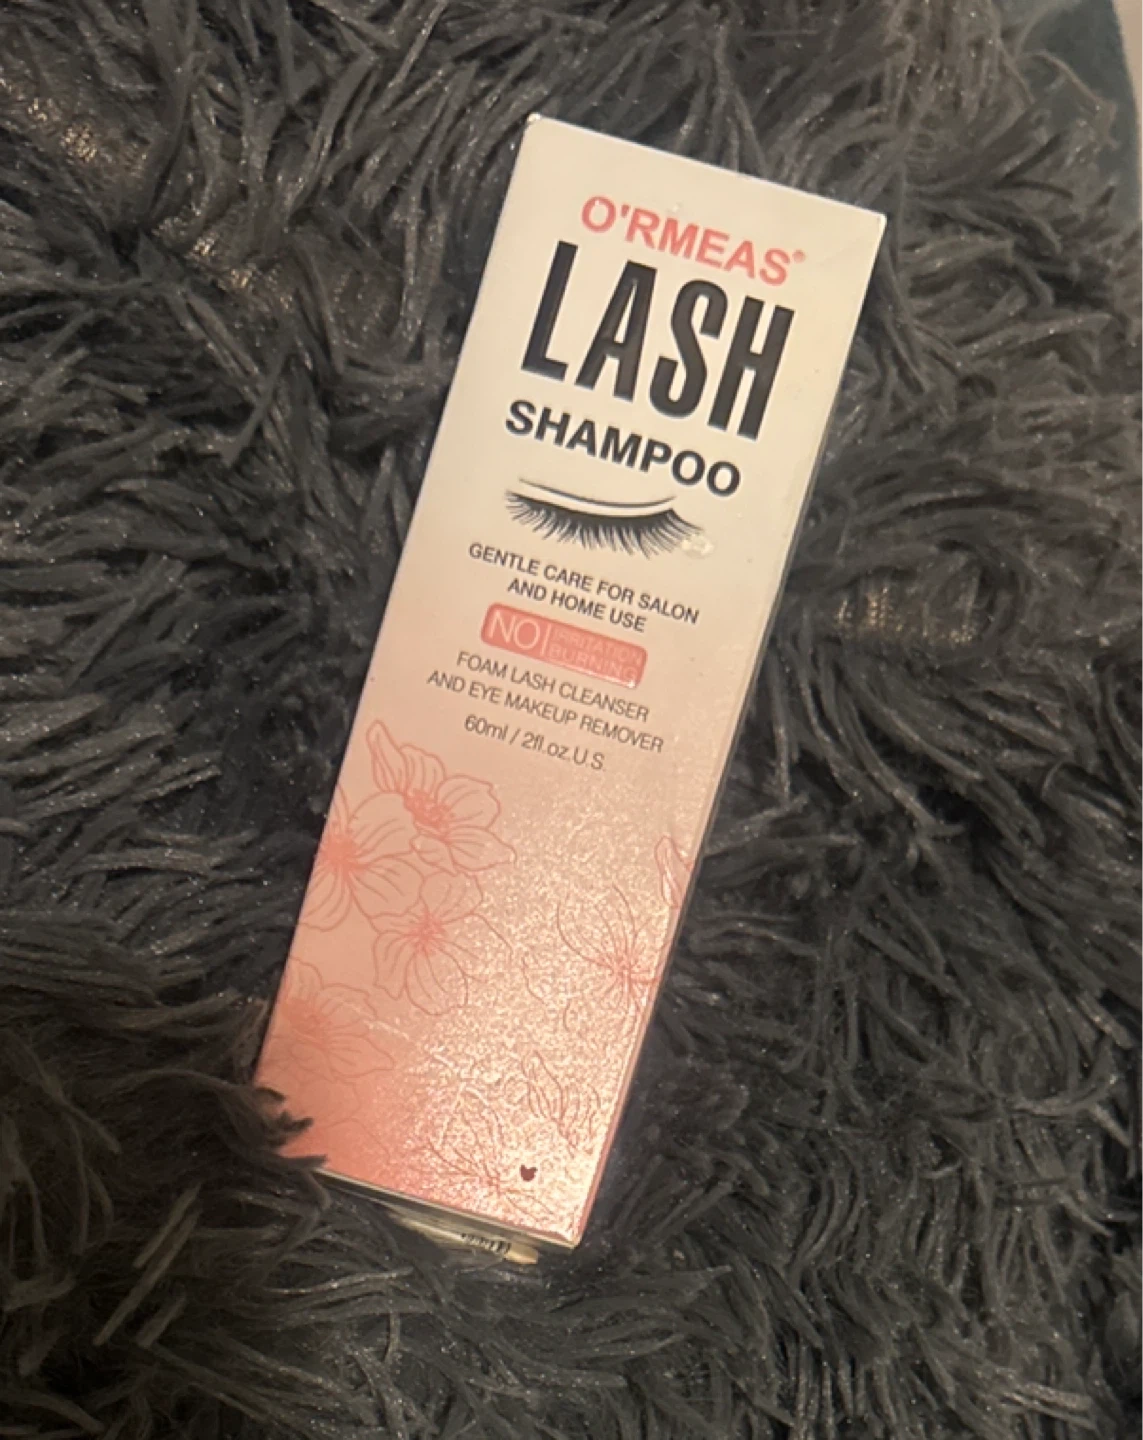 O'RMEAS®
LASH
SHAMPOO
GENTLE CARE FOR SALON
AND HOME USE
NO IRRITATION
BURNING
FOAM LASH CLEANSER
AND EYE MAKEUP REMOVER
60ml / 2fl.oz.U.S.